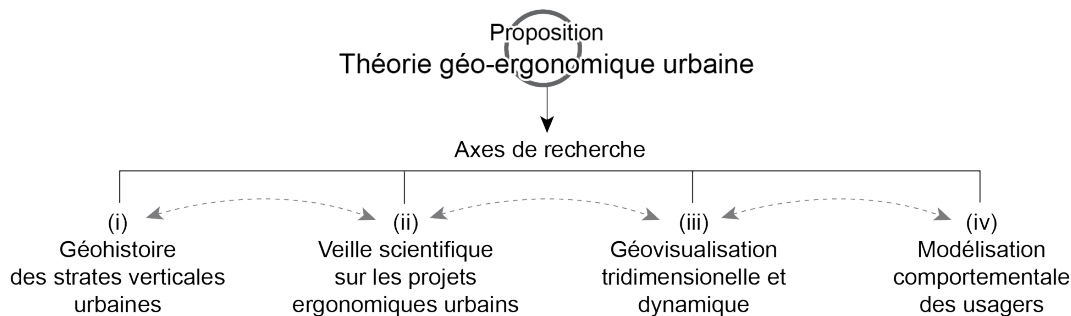 Proposition
Théorie géo-ergonomique urbaine
Axes de recherche
(i)
Géohistoire
des strates verticales
urbaines
(ii)
Veille scientifique
sur les projets
ergonomiques urbains
(iii)
Géovisualisation
tridimensionelle et
dynamique
(iv)
Modélisation
comportementale
des usagers